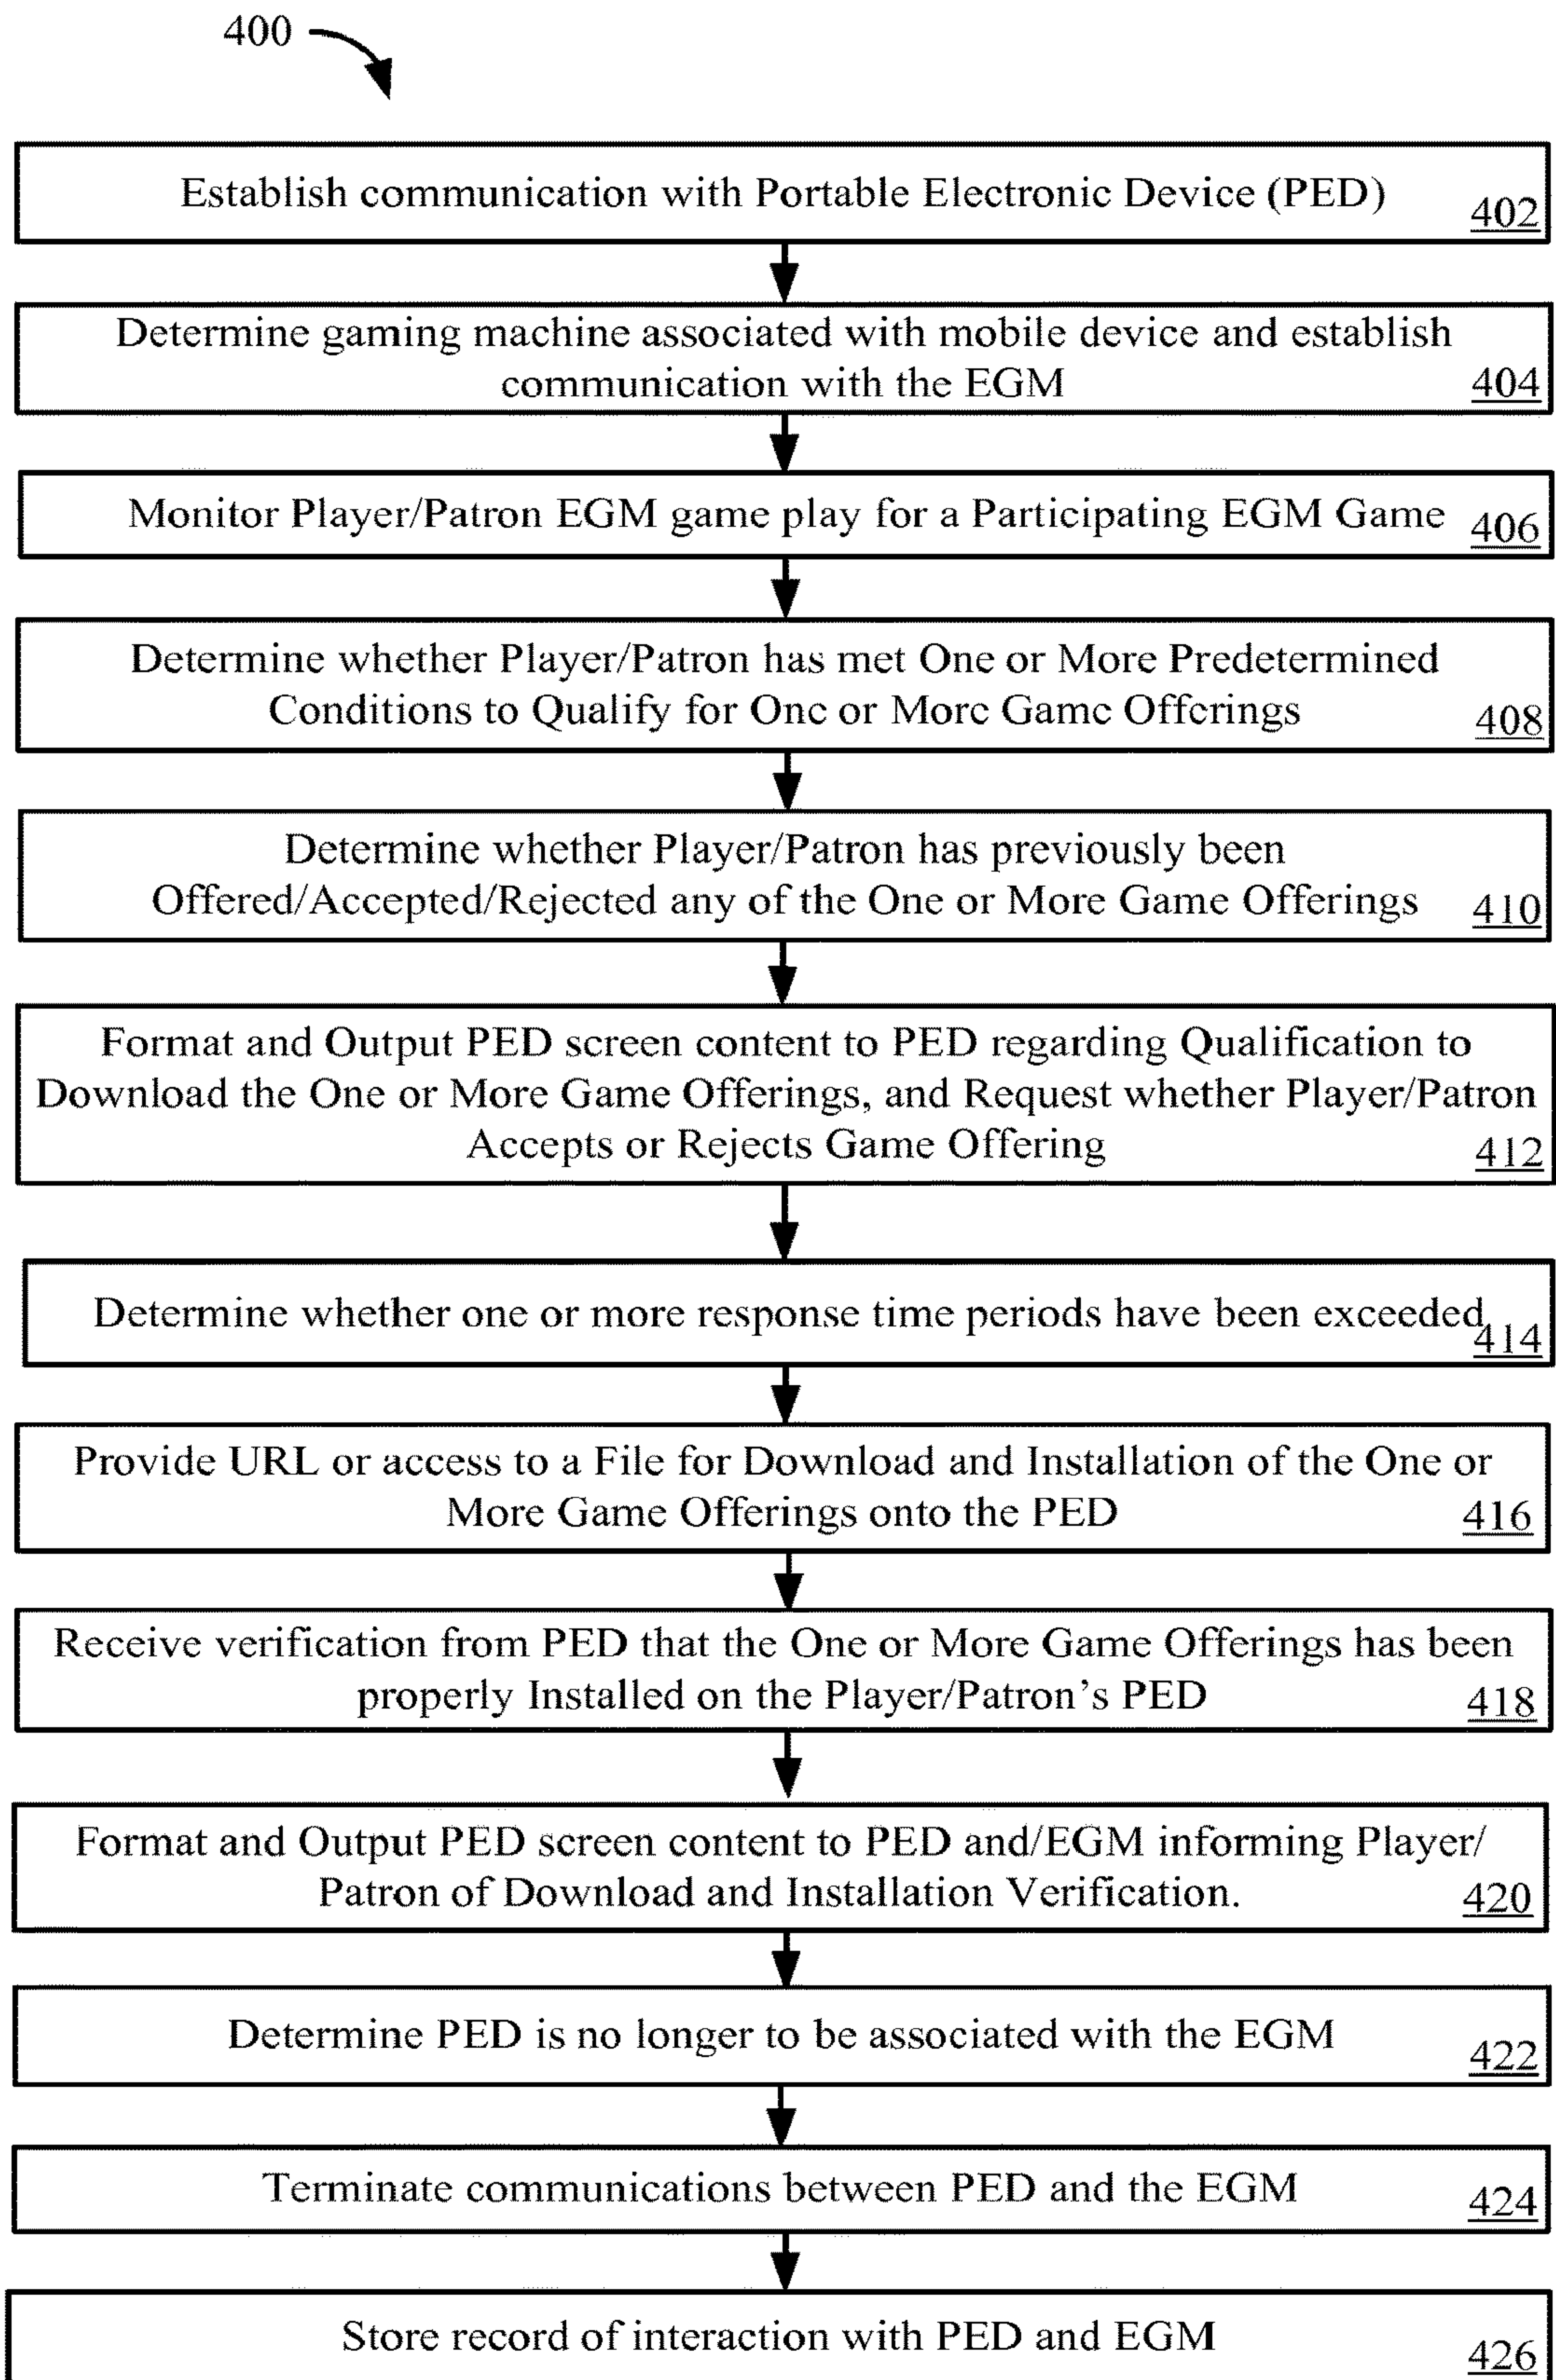 400
Establish communication with Portable Electronic Device (PED)
402
Determine gaming machine associated with mobile device and establish
communication with the EGM
404
Monitor Player/Patron EGM game play for a Participating EGM Game
406
Determine whether Player/Patron has met One or More Predetermined
Conditions to Qualify for One or More Game Offerings
408
Determine whether Player/Patron has previously been
Offered/Accepted/Rejected any of the One or More Game Offerings
410
Format and Output PED screen content to PED regarding Qualification to
Download the One or More Game Offerings, and Request whether Player/Patron
Accepts or Rejects Game Offering
412
Determine whether one or more response time periods have been exceeded
414
Provide URL or access to a File for Download and Installation of the One or
More Game Offerings onto the PED
416
Receive verification from PED that the One or More Game Offerings has been
properly Installed on the Player/Patron's PED
418
Format and Output PED screen content to PED and/EGM informing Player/
Patron of Download and Installation Verification.
420
Determine PED is no longer to be associated with the EGM
422
Terminate communications between PED and the EGM
424
Store record of interaction with PED and EGM
426